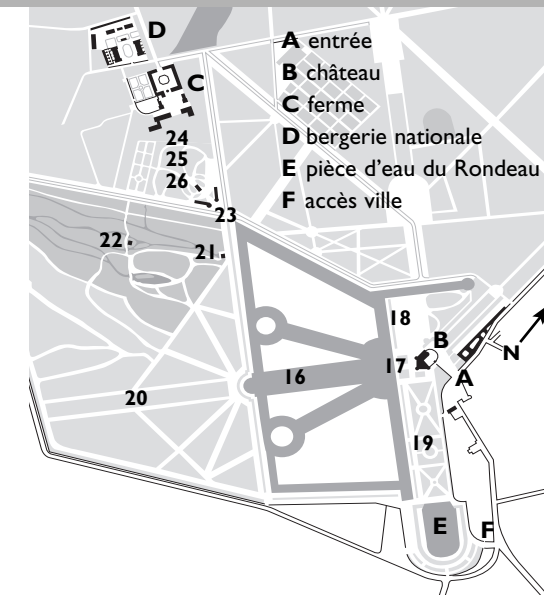 D
A entrée
B château
C
C ferme
24
D bergerie nationale
25
E pièce d'eau du Rondeau
26
F accès ville
23
22
21
18
B
N
17
A
16
20
19
E
F